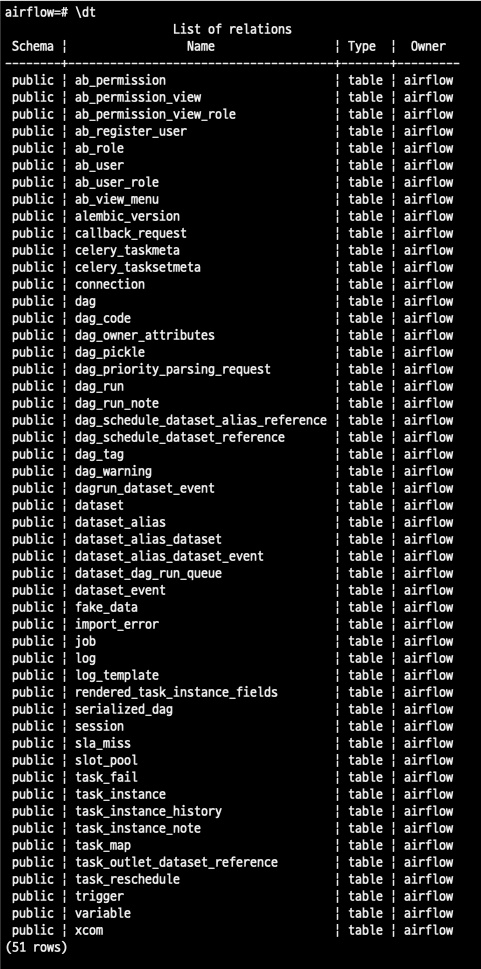 airflow=# \dt
                        List of relations
 Schema ¦                 Name                  ¦ Type  ¦  Owner
--------+---------------------------------------+-------+---------
 public ¦ ab_permission                         ¦ table ¦ airflow
 public ¦ ab_permission_view                    ¦ table ¦ airflow
 public ¦ ab_permission_view_role               ¦ table ¦ airflow
 public ¦ ab_register_user                      ¦ table ¦ airflow
 public ¦ ab_role                               ¦ table ¦ airflow
 public ¦ ab_user                               ¦ table ¦ airflow
 public ¦ ab_user_role                          ¦ table ¦ airflow
 public ¦ ab_view_menu                          ¦ table ¦ airflow
 public ¦ alembic_version                       ¦ table ¦ airflow
 public ¦ callback_request                      ¦ table ¦ airflow
 public ¦ celery_taskmeta                       ¦ table ¦ airflow
 public ¦ celery_tasksetmeta                    ¦ table ¦ airflow
 public ¦ connection                            ¦ table ¦ airflow
 public ¦ dag                                   ¦ table ¦ airflow
 public ¦ dag_code                              ¦ table ¦ airflow
 public ¦ dag_owner_attributes                  ¦ table ¦ airflow
 public ¦ dag_pickle                            ¦ table ¦ airflow
 public ¦ dag_priority_parsing_request          ¦ table ¦ airflow
 public ¦ dag_run                               ¦ table ¦ airflow
 public ¦ dag_run_note                          ¦ table ¦ airflow
 public ¦ dag_schedule_dataset_alias_reference  ¦ table ¦ airflow
 public ¦ dag_schedule_dataset_reference        ¦ table ¦ airflow
 public ¦ dag_tag                               ¦ table ¦ airflow
 public ¦ dag_warning                           ¦ table ¦ airflow
 public ¦ dagrun_dataset_event                  ¦ table ¦ airflow
 public ¦ dataset                               ¦ table ¦ airflow
 public ¦ dataset_alias                         ¦ table ¦ airflow
 public ¦ dataset_alias_dataset                 ¦ table ¦ airflow
 public ¦ dataset_alias_dataset_event           ¦ table ¦ airflow
 public ¦ dataset_dag_run_queue                 ¦ table ¦ airflow
 public ¦ dataset_event                         ¦ table ¦ airflow
 public ¦ fake_data                             ¦ table ¦ airflow
 public ¦ import_error                          ¦ table ¦ airflow
 public ¦ job                                   ¦ table ¦ airflow
 public ¦ log                                   ¦ table ¦ airflow
 public ¦ log_template                          ¦ table ¦ airflow
 public ¦ rendered_task_instance_fields         ¦ table ¦ airflow
 public ¦ serialized_dag                        ¦ table ¦ airflow
 public ¦ session                               ¦ table ¦ airflow
 public ¦ sla_miss                              ¦ table ¦ airflow
 public ¦ slot_pool                             ¦ table ¦ airflow
 public ¦ task_fail                             ¦ table ¦ airflow
 public ¦ task_instance                         ¦ table ¦ airflow
 public ¦ task_instance_history                 ¦ table ¦ airflow
 public ¦ task_instance_note                    ¦ table ¦ airflow
 public ¦ task_map                              ¦ table ¦ airflow
 public ¦ task_outlet_dataset_reference         ¦ table ¦ airflow
 public ¦ task_reschedule                       ¦ table ¦ airflow
 public ¦ trigger                               ¦ table ¦ airflow
 public ¦ variable                              ¦ table ¦ airflow
 public ¦ xcom                                  ¦ table ¦ airflow
(51 rows)